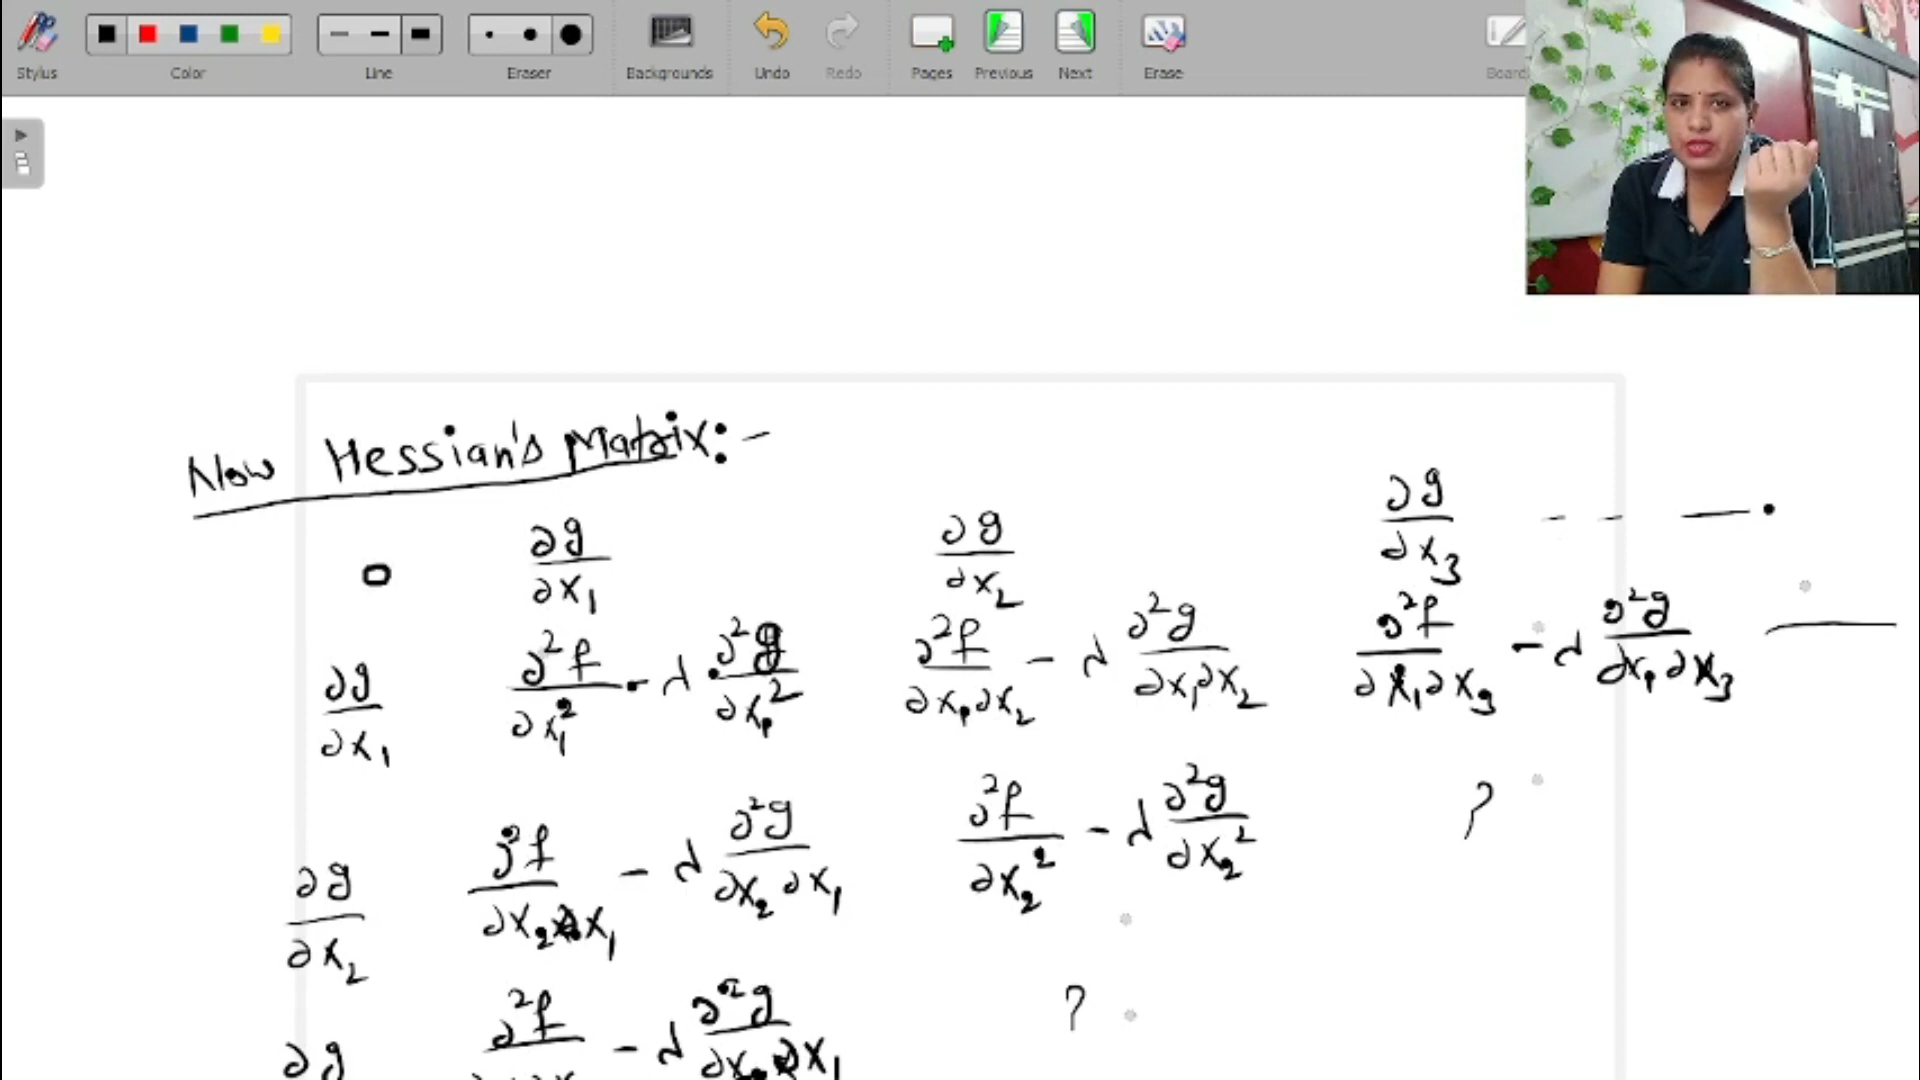 Stylus Color Line Eraser Backgrounds Undo Redo Pages Previous Next Erase Board
Now Hessian's Matrix:-
0 ∂g/∂x₁ ∂g/∂x₂ ∂g/∂x₃ - - —.
∂g/∂x₁ ∂²f/∂x₁² - λ ∂²g/∂x₁² ∂²f/∂x₁∂x₂ - λ ∂²g/∂x₁∂x₂ ∂²f/∂x₁∂x₃ - λ ∂²g/∂x₁∂x₃ —
∂g/∂x₂ ∂²f/∂x₂∂x₁ - λ ∂²g/∂x₂∂x₁ ∂²f/∂x₂² - λ ∂²g/∂x₂² ?
∂g ∂²f - λ ∂²g ?